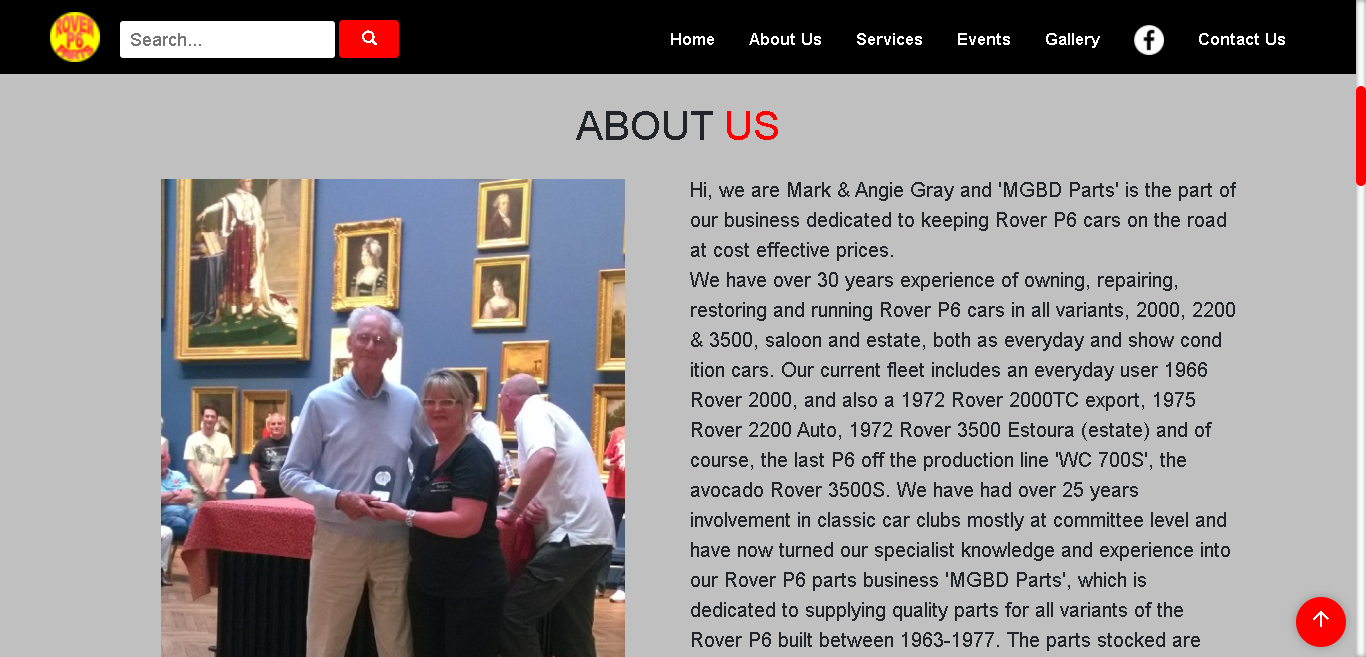 ROVER
P6
PARTS
Search...
Home
About Us
Services
Events
Gallery
Contact Us
ABOUT US
Hi, we are Mark & Angie Gray and 'MGBD Parts' is the part of
our business dedicated to keeping Rover P6 cars on the road
at cost effective prices.
We have over 30 years experience of owning, repairing,
restoring and running Rover P6 cars in all variants, 2000, 2200
& 3500, saloon and estate, both as everyday and show cond
ition cars. Our current fleet includes an everyday user 1966
Rover 2000, and also a 1972 Rover 2000TC export, 1975
Rover 2200 Auto, 1972 Rover 3500 Estoura (estate) and of
course, the last P6 off the production line 'WC 700S', the
avocado Rover 3500S. We have had over 25 years
involvement in classic car clubs mostly at committee level and
have now turned our specialist knowledge and experience into
our Rover P6 parts business 'MGBD Parts', which is
dedicated to supplying quality parts for all variants of the
Rover P6 built between 1963-1977. The parts stocked are